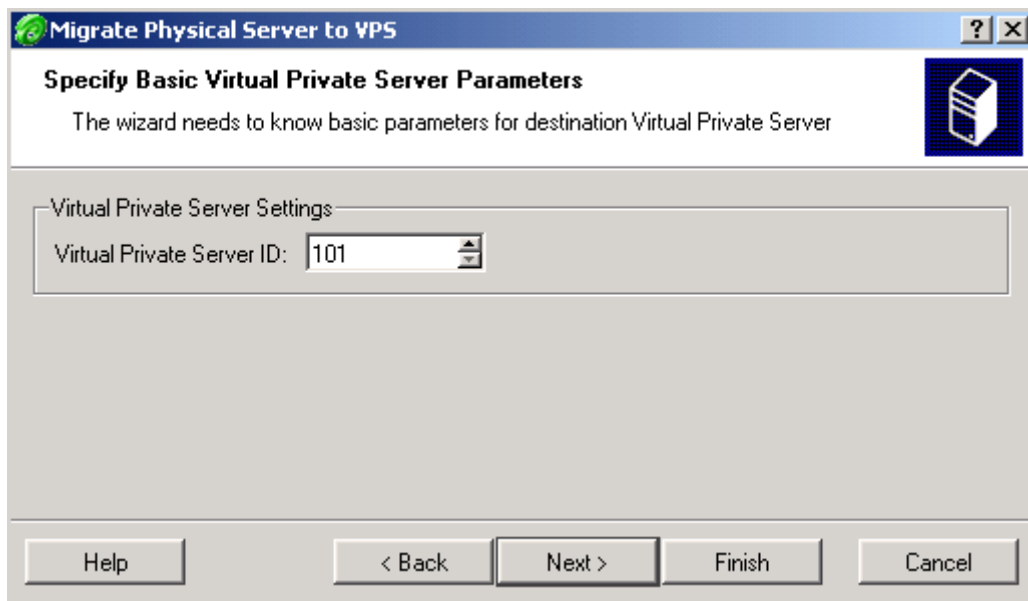 Migrate Physical Server to VPS
Specify Basic Virtual Private Server Parameters
The wizard needs to know basic parameters for destination Virtual Private Server
Virtual Private Server Settings
Virtual Private Server ID: 101
Help < Back Next > Finish Cancel